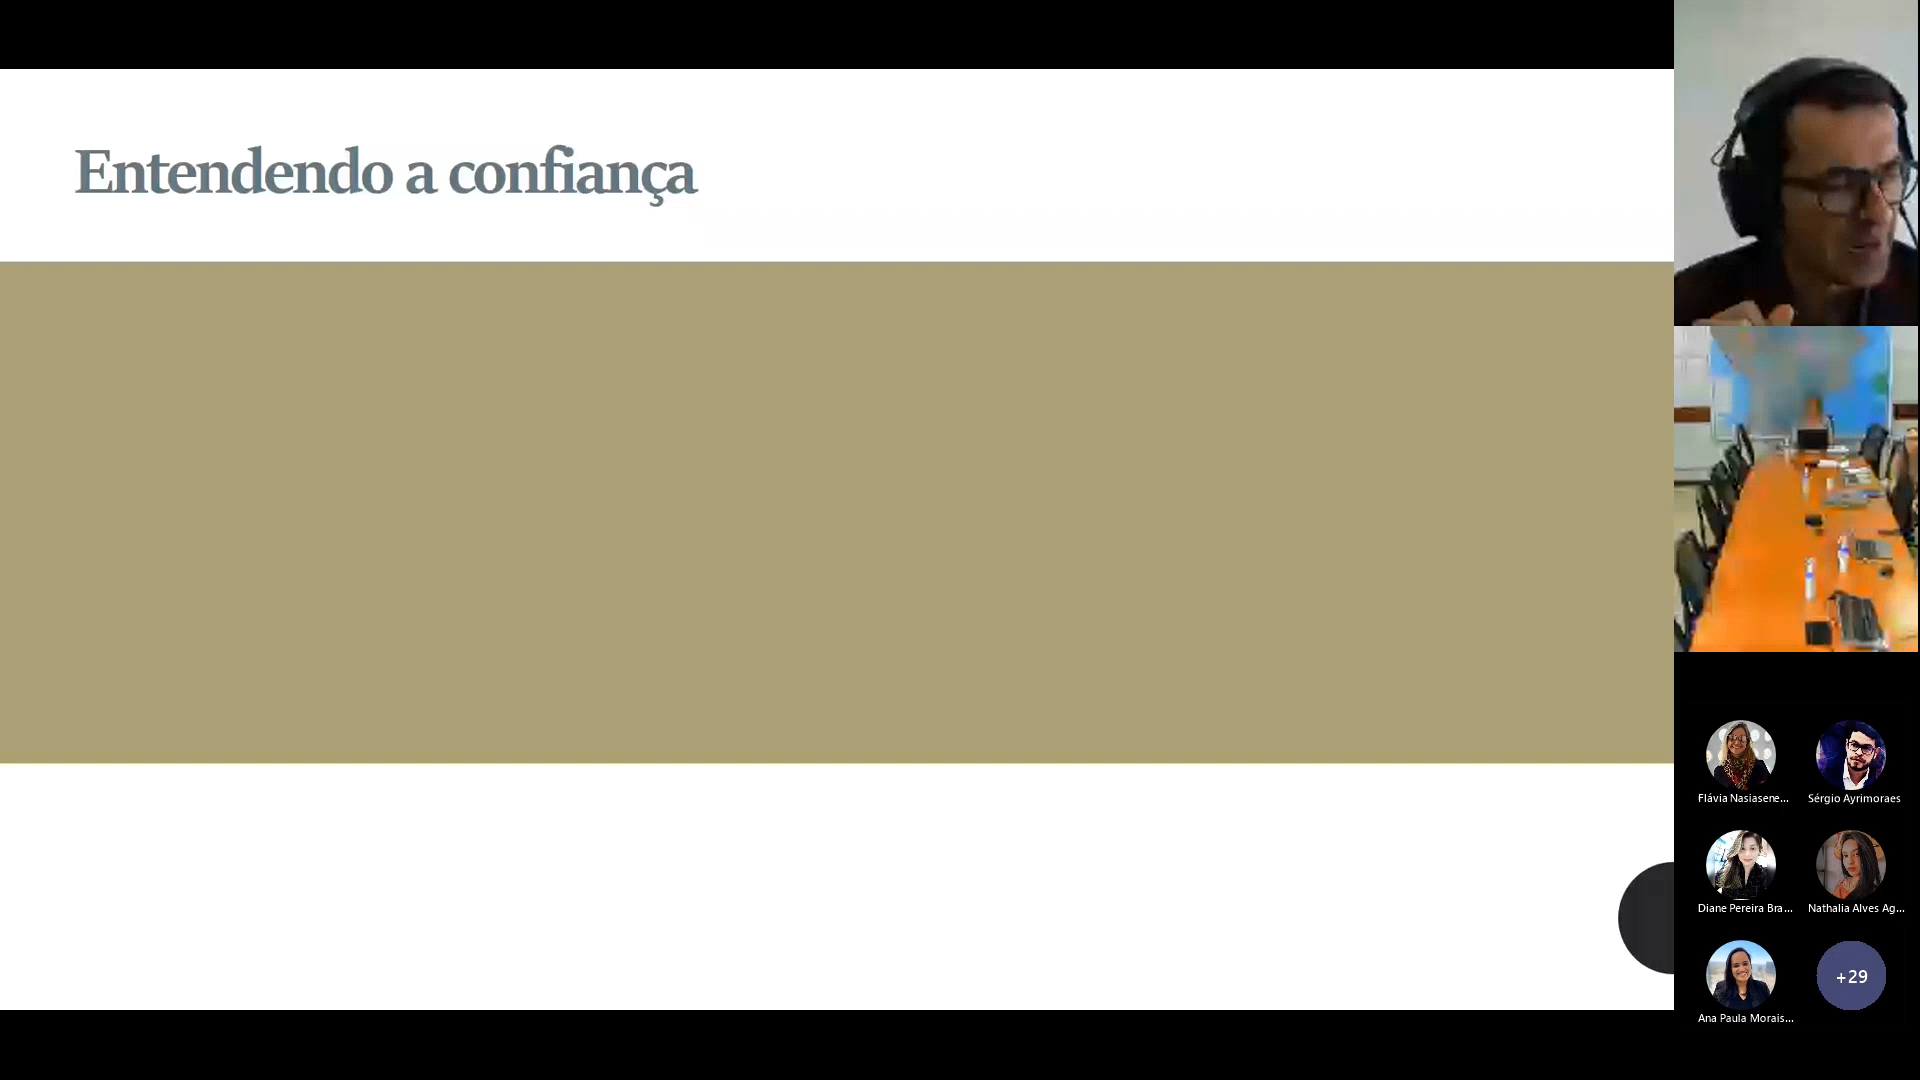 Entendendo a confiança
Flávia Nasiasene...
Sérgio Ayrimoraes
Diane Pereira Bra...
Nathalia Alves Ag...
Ana Paula Morais...
+29